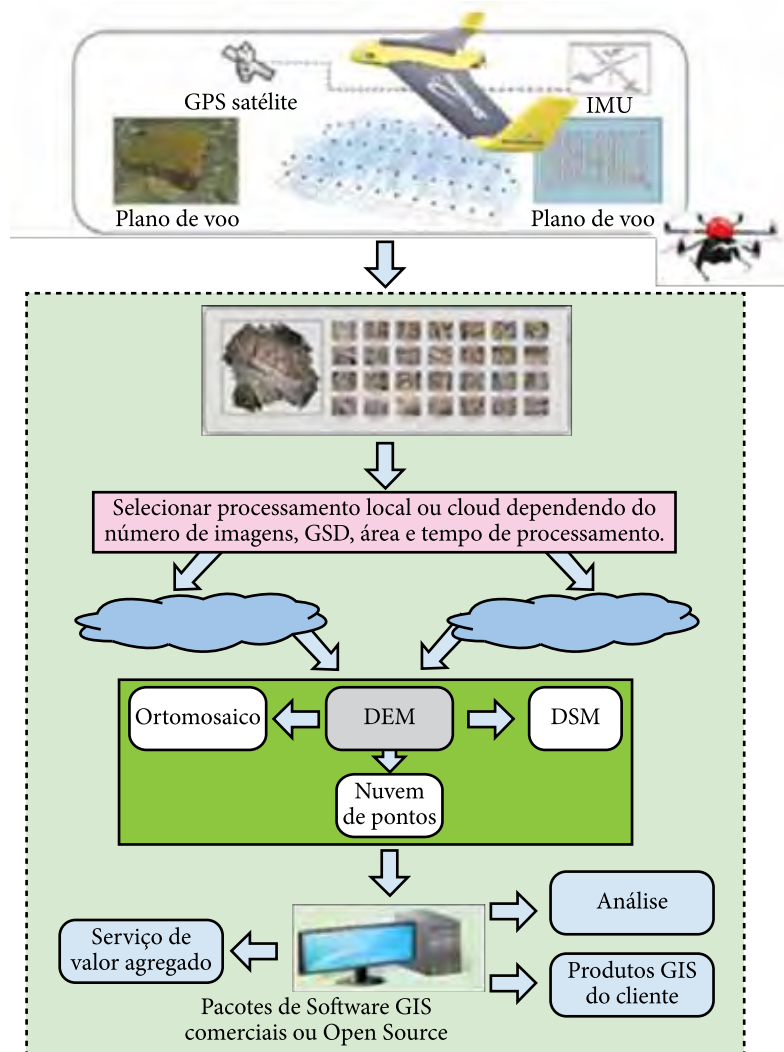 GPS satélite
IMU
Plano de voo
Plano de voo
Selecionar processamento local ou cloud dependendo do
número de imagens, GSD, área e tempo de processamento.
Ortomosaico
DEM
DSM
Nuvem
de pontos
Análise
Serviço de
valor agregado
Produtos GIS
do cliente
Pacotes de Software GIS
comerciais ou Open Source